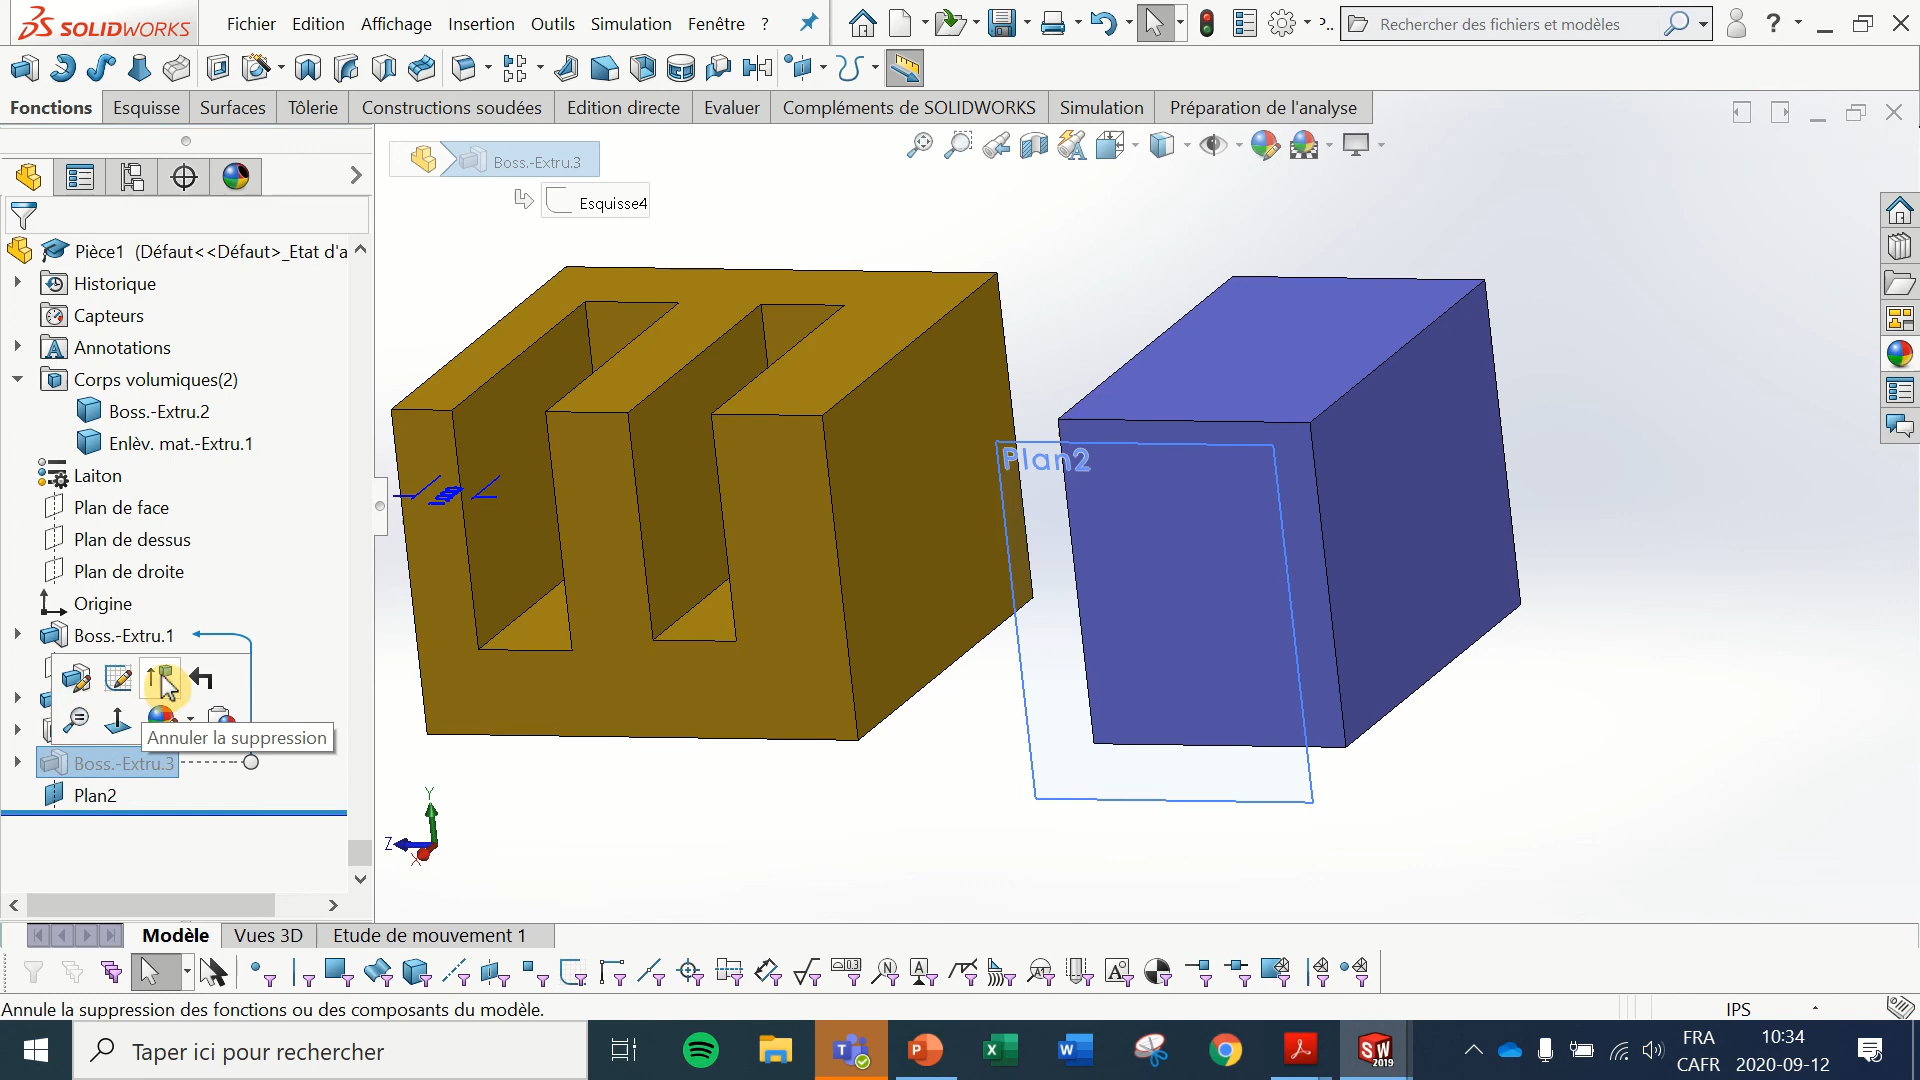 SOLIDWORKS
Fichier Edition Affichage Insertion Outils Simulation Fenêtre ?
Rechercher des fichiers et modèles
?
Fonctions Esquisse Surfaces Tôlerie Constructions soudées Edition directe Evaluer Compléments de SOLIDWORKS Simulation Préparation de l'analyse
Boss.-Extru.3
Esquisse4
Pièce1 (Défaut<<Défaut>_Etat d'a
Historique
Capteurs
Annotations
Corps volumiques(2)
Boss.-Extru.2
Enlèv. mat.-Extru.1
Laiton
Plan de face
Plan de dessus
Plan de droite
Origine
Boss.-Extru.1
Annuler la suppression
Boss.-Extru.3
Plan2
Plan2
Y
Z
X
Modèle Vues 3D Etude de mouvement 1
Annule la suppression des fonctions ou des composants du modèle.
IPS
Taper ici pour rechercher
FRA
CAFR
10:34
2020-09-12